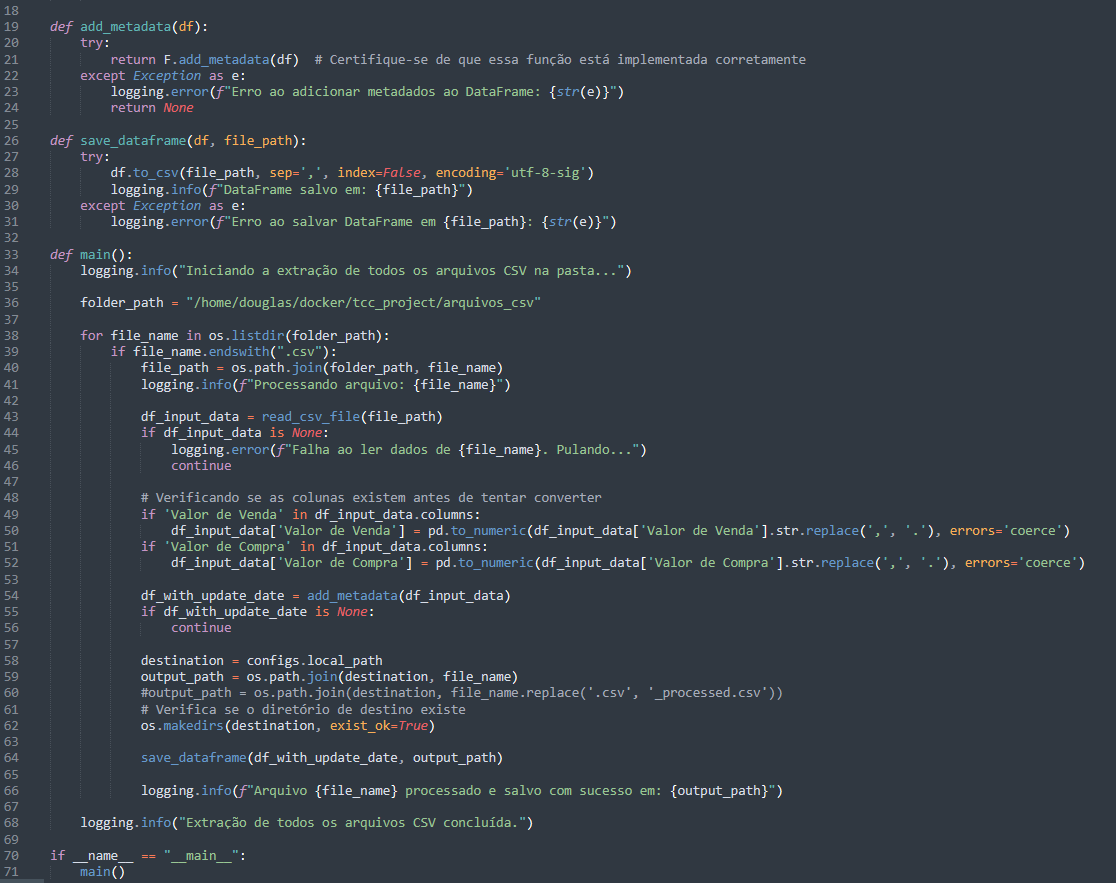 18
19 def add_metadata(df):
20     try:
21         return F.add_metadata(df)  # Certifique-se de que essa função está implementada corretamente
22     except Exception as e:
23         logging.error(f"Erro ao adicionar metadados ao DataFrame: {str(e)}")
24         return None
25
26 def save_dataframe(df, file_path):
27     try:
28         df.to_csv(file_path, sep=',', index=False, encoding='utf-8-sig')
29         logging.info(f"DataFrame salvo em: {file_path}")
30     except Exception as e:
31         logging.error(f"Erro ao salvar DataFrame em {file_path}: {str(e)}")
32
33 def main():
34     logging.info("Iniciando a extração de todos os arquivos CSV na pasta...")
35
36     folder_path = "/home/douglas/docker/tcc_project/arquivos_csv"
37
38     for file_name in os.listdir(folder_path):
39         if file_name.endswith(".csv"):
40             file_path = os.path.join(folder_path, file_name)
41             logging.info(f"Processando arquivo: {file_name}")
42
43             df_input_data = read_csv_file(file_path)
44             if df_input_data is None:
45                 logging.error(f"Falha ao ler dados de {file_name}. Pulando...")
46                 continue
47
48             # Verificando se as colunas existem antes de tentar converter
49             if 'Valor de Venda' in df_input_data.columns:
50                 df_input_data['Valor de Venda'] = pd.to_numeric(df_input_data['Valor de Venda'].str.replace(',', '.'), errors='coerce')
51             if 'Valor de Compra' in df_input_data.columns:
52                 df_input_data['Valor de Compra'] = pd.to_numeric(df_input_data['Valor de Compra'].str.replace(',', '.'), errors='coerce')
53
54             df_with_update_date = add_metadata(df_input_data)
55             if df_with_update_date is None:
56                 continue
57
58             destination = configs.local_path
59             output_path = os.path.join(destination, file_name)
60             #output_path = os.path.join(destination, file_name.replace('.csv', '_processed.csv'))
61             # Verifica se o diretório de destino existe
62             os.makedirs(destination, exist_ok=True)
63
64             save_dataframe(df_with_update_date, output_path)
65
66             logging.info(f"Arquivo {file_name} processado e salvo com sucesso em: {output_path}")
67
68     logging.info("Extração de todos os arquivos CSV concluída.")
69
70 if __name__ == "__main__":
71     main()